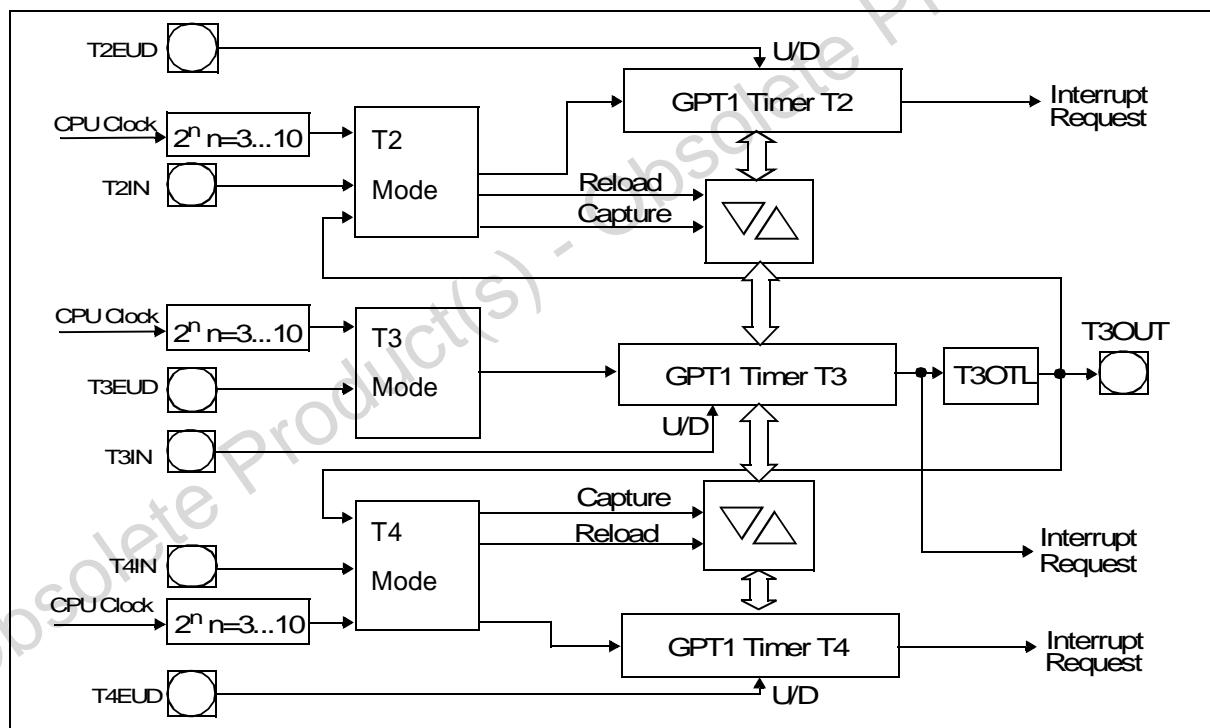 T2EUD
U/D
GPT1 Timer T2
Interrupt
Request
CPU Clock
2ⁿ n=3...10
T2
Mode
T2IN
Reload
Capture
CPU Clock
2ⁿ n=3...10
T3
Mode
T3EUD
GPT1 Timer T3
T3OTL
T3OUT
U/D
T3IN
Capture
Reload
T4
Mode
T4IN
Interrupt
Request
CPU Clock
2ⁿ n=3...10
GPT1 Timer T4
Interrupt
Request
T4EUD
U/D
Obsolete Product(s) - Obsolete Pr